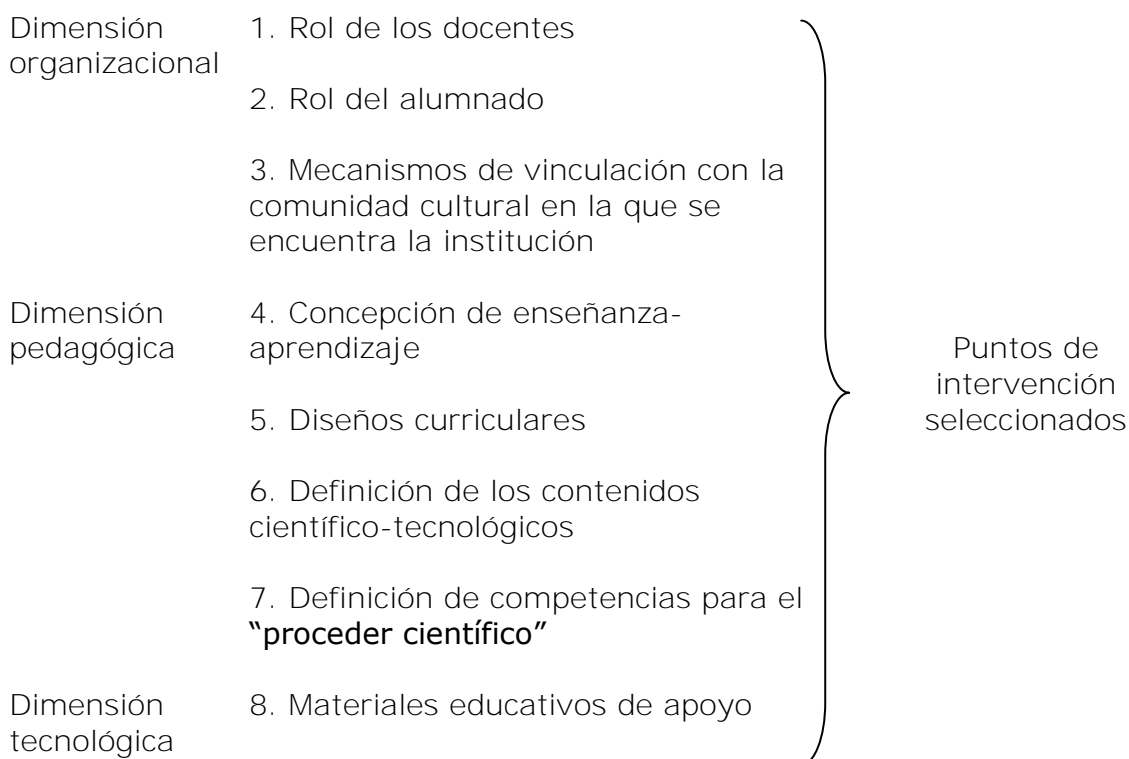 Dimensión
organizacional
1. Rol de los docentes
2. Rol del alumnado
3. Mecanismos de vinculación con la
comunidad cultural en la que se
encuentra la institución
Dimensión
pedagógica
4. Concepción de enseñanza-
aprendizaje
5. Diseños curriculares
6. Definición de los contenidos
científico-tecnológicos
7. Definición de competencias para el
“proceder científico”
Dimensión
tecnológica
8. Materiales educativos de apoyo
Puntos de
intervención
seleccionados